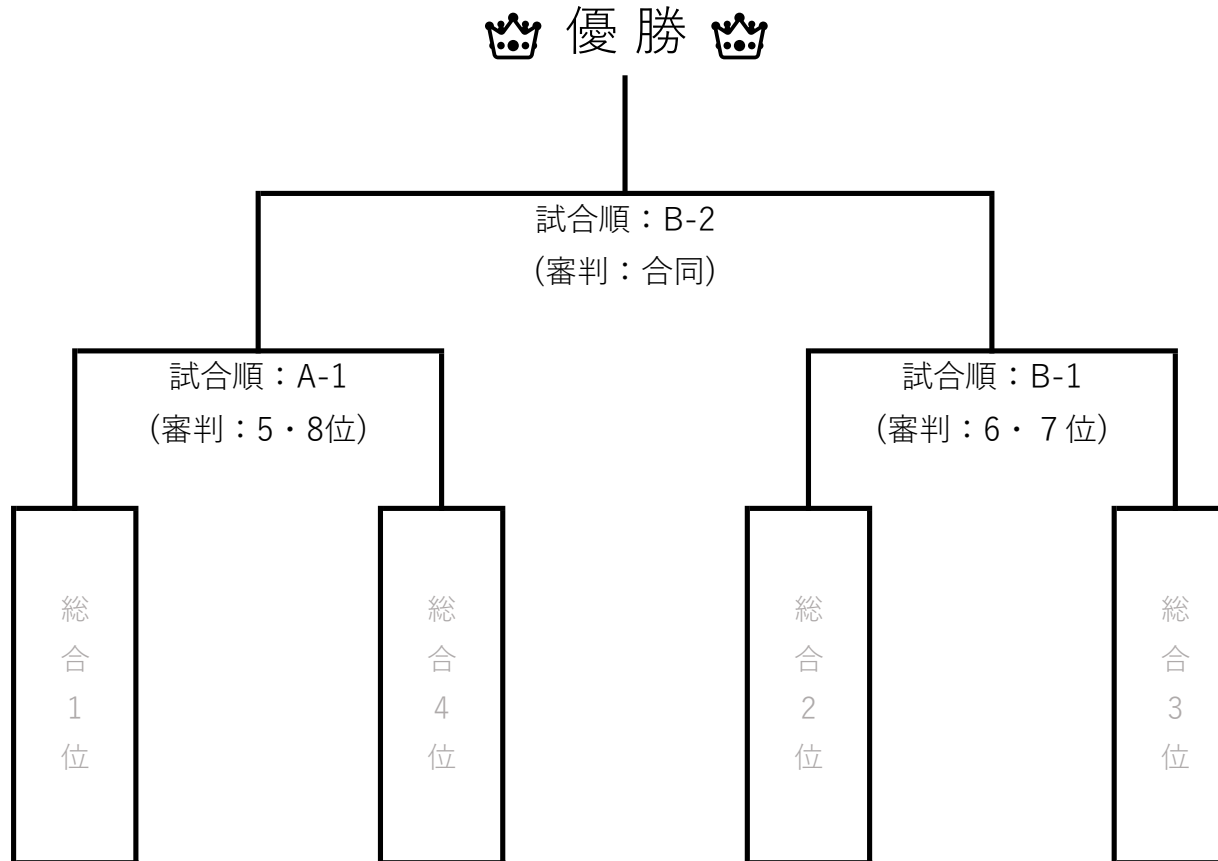 優勝
試合順：B-2
(審判：合同)
試合順：A-1
(審判：5・8位)
試合順：B-1
(審判：6・７位)
総合1位
総合4位
総合2位
総合3位